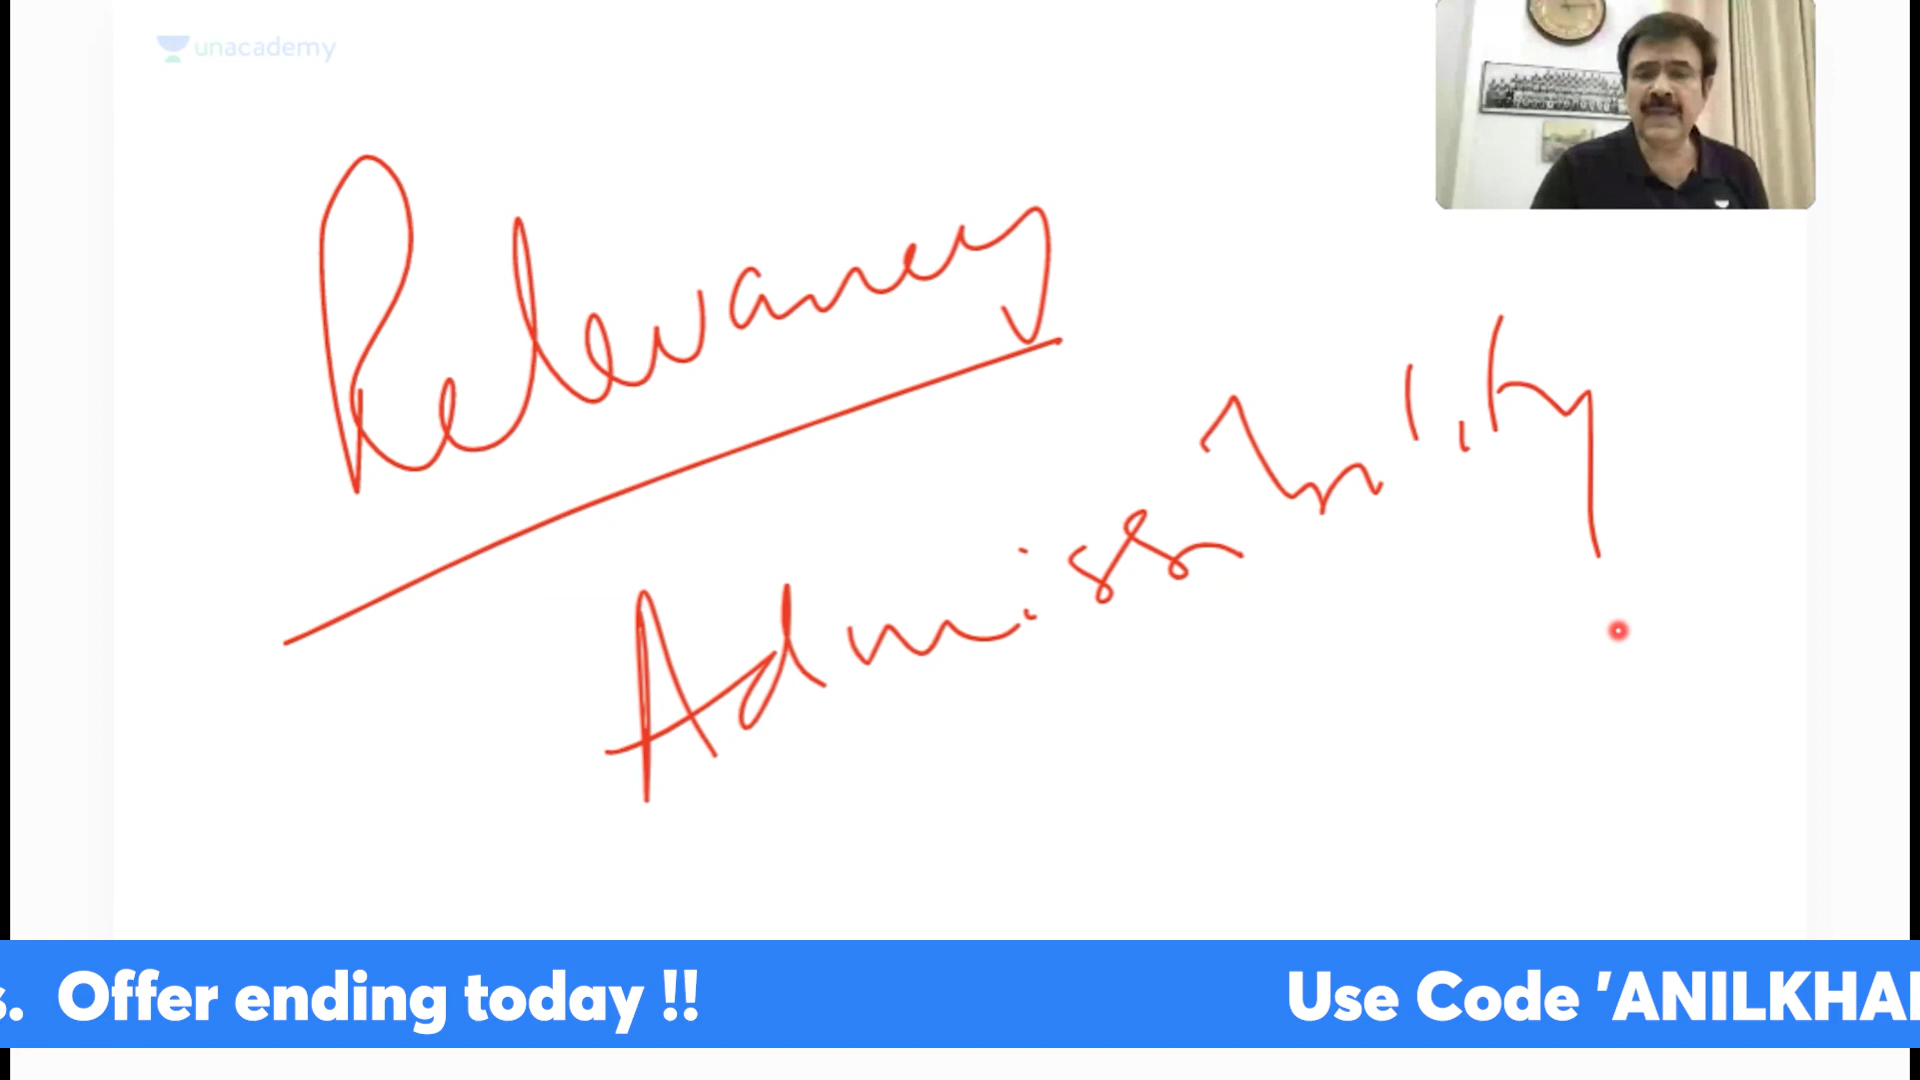 unacademy
Relevancy
Admissibility
s. Offer ending today !! Use Code 'ANILKHA